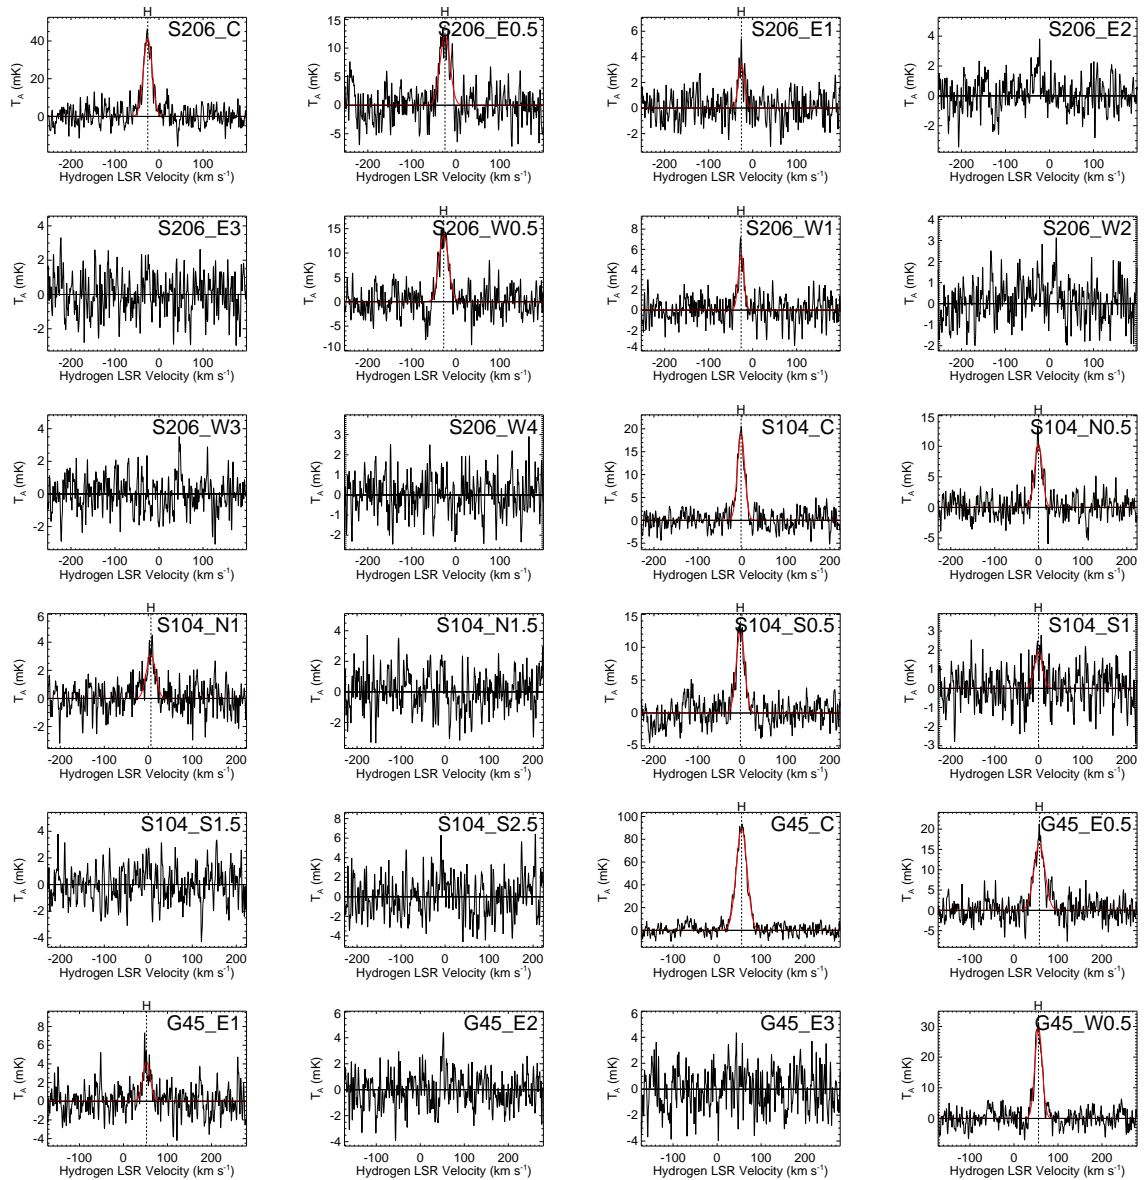 H
S206_C
40
20
0
T_A (mK)
-200 -100 0 100
Hydrogen LSR Velocity (km s-1)
H
S206_E0.5
15
10
5
0
-5
T_A (mK)
-200 -100 0 100
Hydrogen LSR Velocity (km s-1)
H
S206_E1
6
4
2
0
-2
T_A (mK)
-200 -100 0 100
Hydrogen LSR Velocity (km s-1)
S206_E2
4
2
0
-2
T_A (mK)
-200 -100 0 100
Hydrogen LSR Velocity (km s-1)
S206_E3
4
2
0
-2
T_A (mK)
-200 -100 0 100
Hydrogen LSR Velocity (km s-1)
H
S206_W0.5
15
10
5
0
-5
-10
T_A (mK)
-200 -100 0 100
Hydrogen LSR Velocity (km s-1)
H
S206_W1
8
6
4
2
0
-2
-4
T_A (mK)
-200 -100 0 100
Hydrogen LSR Velocity (km s-1)
S206_W2
4
3
2
1
0
-1
-2
T_A (mK)
-200 -100 0 100
Hydrogen LSR Velocity (km s-1)
S206_W3
4
2
0
-2
T_A (mK)
-200 -100 0 100
Hydrogen LSR Velocity (km s-1)
S206_W4
3
2
1
0
-1
-2
T_A (mK)
-200 -100 0 100
Hydrogen LSR Velocity (km s-1)
H
S104_C
20
15
10
5
0
-5
T_A (mK)
-200 -100 0 100 200
Hydrogen LSR Velocity (km s-1)
H
S104_N0.5
15
10
5
0
-5
T_A (mK)
-200 -100 0 100 200
Hydrogen LSR Velocity (km s-1)
H
S104_N1
6
4
2
0
-2
T_A (mK)
-200 -100 0 100 200
Hydrogen LSR Velocity (km s-1)
S104_N1.5
4
2
0
-2
T_A (mK)
-200 -100 0 100 200
Hydrogen LSR Velocity (km s-1)
H
S104_S0.5
15
10
5
0
-5
T_A (mK)
-200 -100 0 100 200
Hydrogen LSR Velocity (km s-1)
H
S104_S1
3
2
1
0
-1
-2
-3
T_A (mK)
-200 -100 0 100 200
Hydrogen LSR Velocity (km s-1)
S104_S1.5
4
2
0
-2
-4
T_A (mK)
-200 -100 0 100 200
Hydrogen LSR Velocity (km s-1)
S104_S2.5
8
6
4
2
0
-2
-4
T_A (mK)
-200 -100 0 100 200
Hydrogen LSR Velocity (km s-1)
H
G45_C
100
80
60
40
20
0
T_A (mK)
-100 0 100 200
Hydrogen LSR Velocity (km s-1)
H
G45_E0.5
20
15
10
5
0
-5
T_A (mK)
-100 0 100 200
Hydrogen LSR Velocity (km s-1)
H
G45_E1
8
6
4
2
0
-2
-4
T_A (mK)
-100 0 100 200
Hydrogen LSR Velocity (km s-1)
G45_E2
6
4
2
0
-2
-4
T_A (mK)
-100 0 100 200
Hydrogen LSR Velocity (km s-1)
G45_E3
6
4
2
0
-2
-4
T_A (mK)
-100 0 100 200
Hydrogen LSR Velocity (km s-1)
H
G45_W0.5
30
20
10
0
T_A (mK)
-100 0 100 200
Hydrogen LSR Velocity (km s-1)